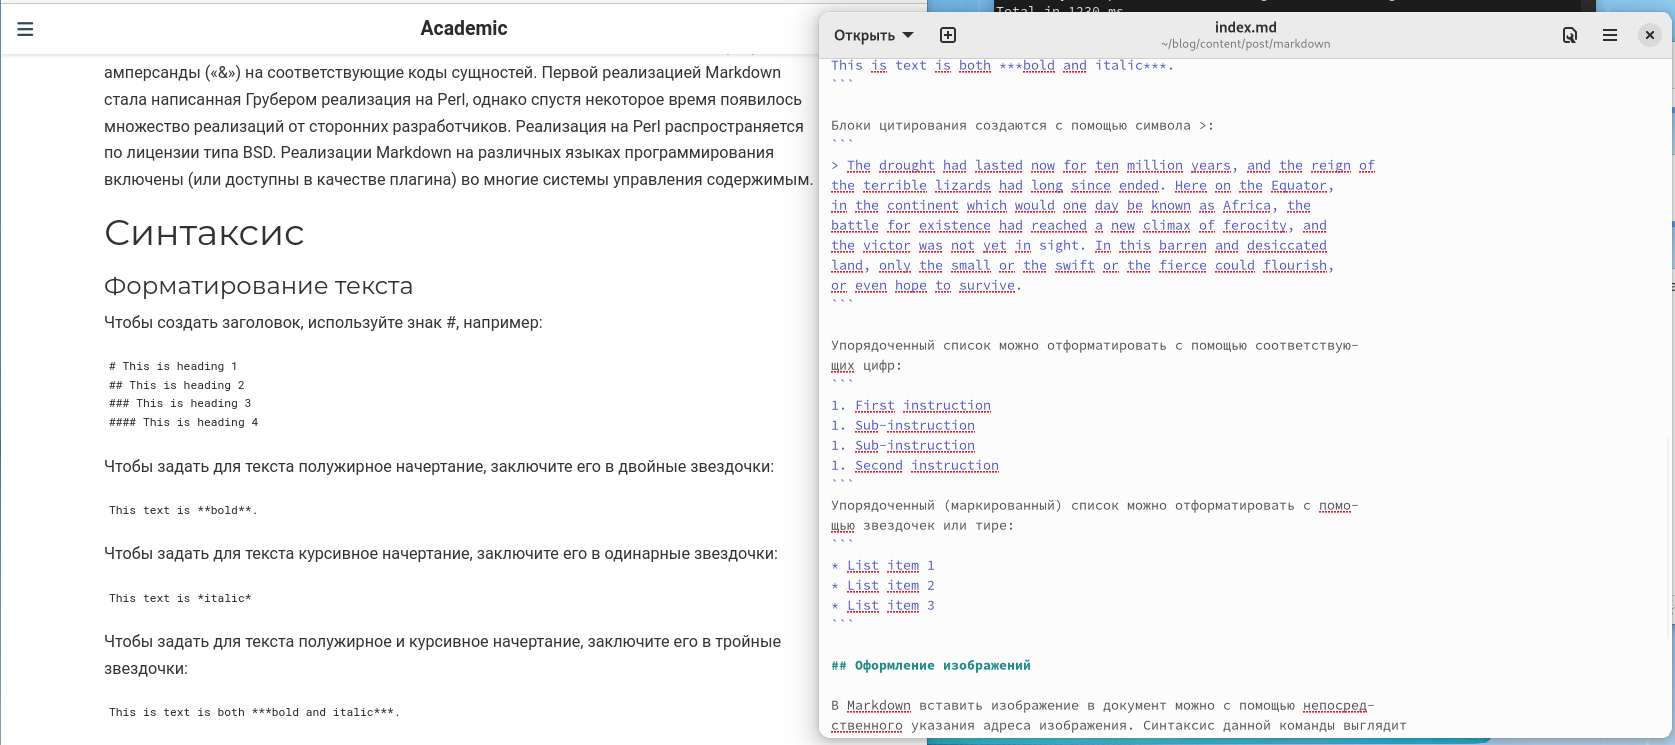 Total in 1230 ms
Academic
амперсанды («&») на соответствующие коды сущностей. Первой реализацией Markdown
стала написанная Грубером реализация на Perl, однако спустя некоторое время появилось
множество реализаций от сторонних разработчиков. Реализация на Perl распространяется
по лицензии типа BSD. Реализации Markdown на различных языках программирования
включены (или доступны в качестве плагина) во многие системы управления содержимым.
Синтаксис
Форматирование текста
Чтобы создать заголовок, используйте знак #, например:
# This is heading 1
## This is heading 2
### This is heading 3
#### This is heading 4
Чтобы задать для текста полужирное начертание, заключите его в двойные звездочки:
This text is **bold**.
Чтобы задать для текста курсивное начертание, заключите его в одинарные звездочки:
This text is *italic*
Чтобы задать для текста полужирное и курсивное начертание, заключите его в тройные
звездочки:
This is text is both ***bold and italic***.
Открыть
index.md
~/blog/content/post/markdown
This is text is both ***bold and italic***.
```
Блоки цитирования создаются с помощью символа >:
```
> The drought had lasted now for ten million years, and the reign of
the terrible lizards had long since ended. Here on the Equator,
in the continent which would one day be known as Africa, the
battle for existence had reached a new climax of ferocity, and
the victor was not yet in sight. In this barren and desiccated
land, only the small or the swift or the fierce could flourish,
or even hope to survive.
```
Упорядоченный список можно отформатировать с помощью соответствую-
щих цифр:
```
1. First instruction
1. Sub-instruction
1. Sub-instruction
1. Second instruction
```
Упорядоченный (маркированный) список можно отформатировать с помо-
щью звездочек или тире:
```
* List item 1
* List item 2
* List item 3
```
## Оформление изображений
В Markdown вставить изображение в документ можно с помощью непосред-
ственного указания адреса изображения. Синтаксис данной команды выглядит